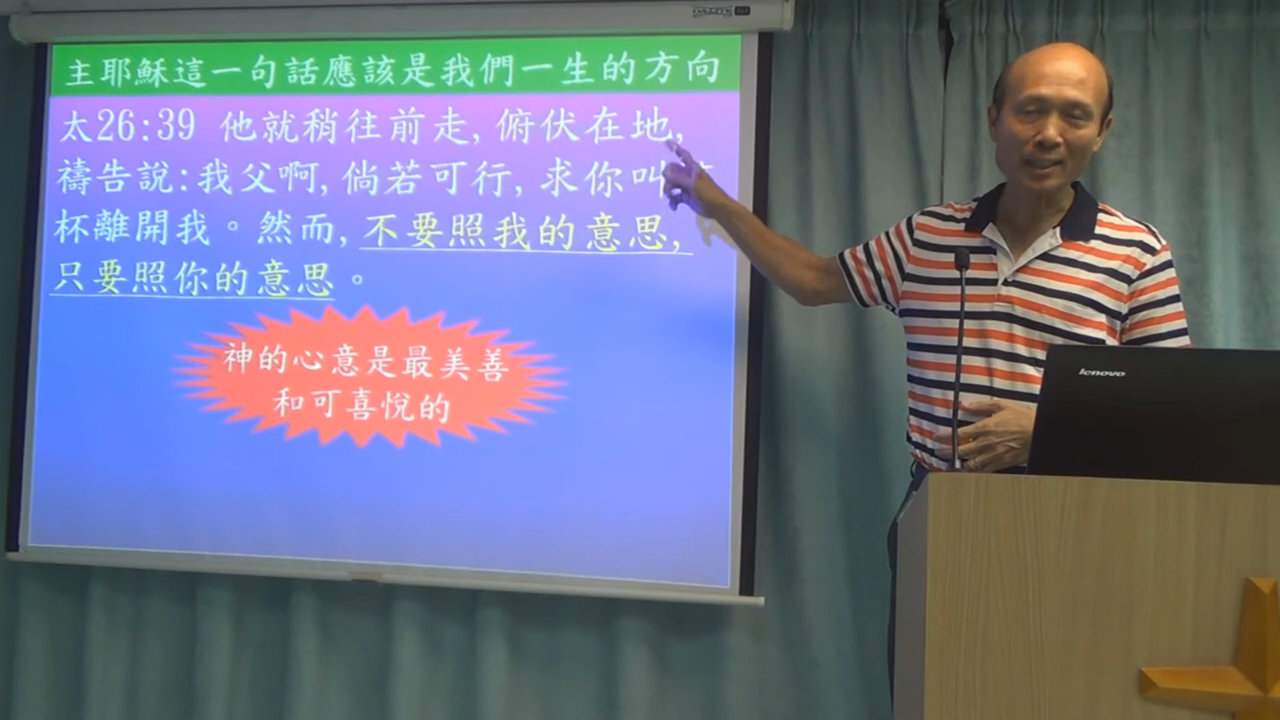 主耶穌這一句話應該是我們一生的方向
太26:39 他就稍往前走,俯伏在地,
禱告說:我父啊,倘若可行,求你叫
杯離開我。然而,不要照我的意思,
只要照你的意思。
神的心意是最美善
和可喜悅的
lenovo